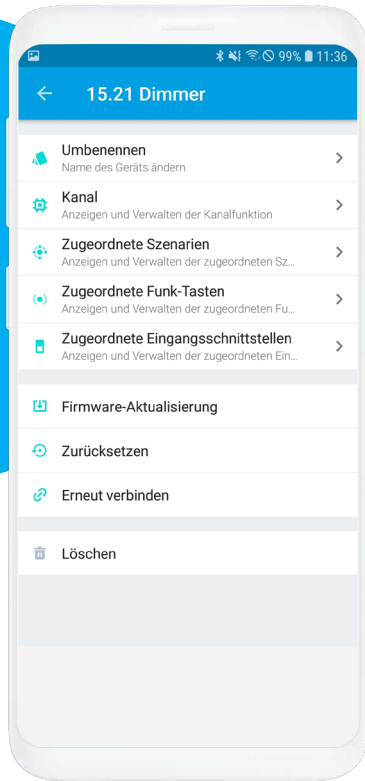 99% 11:36
15.21 Dimmer
Umbenennen
Name des Geräts ändern
Kanal
Anzeigen und Verwalten der Kanalfunktion
Zugeordnete Szenarien
Anzeigen und Verwalten der zugeordneten Sz...
Zugeordnete Funk-Tasten
Anzeigen und Verwalten der zugeordneten Fu...
Zugeordnete Eingangsschnittstellen
Anzeigen und Verwalten der zugeordneten Ein...
Firmware-Aktualisierung
Zurücksetzen
Erneut verbinden
Löschen